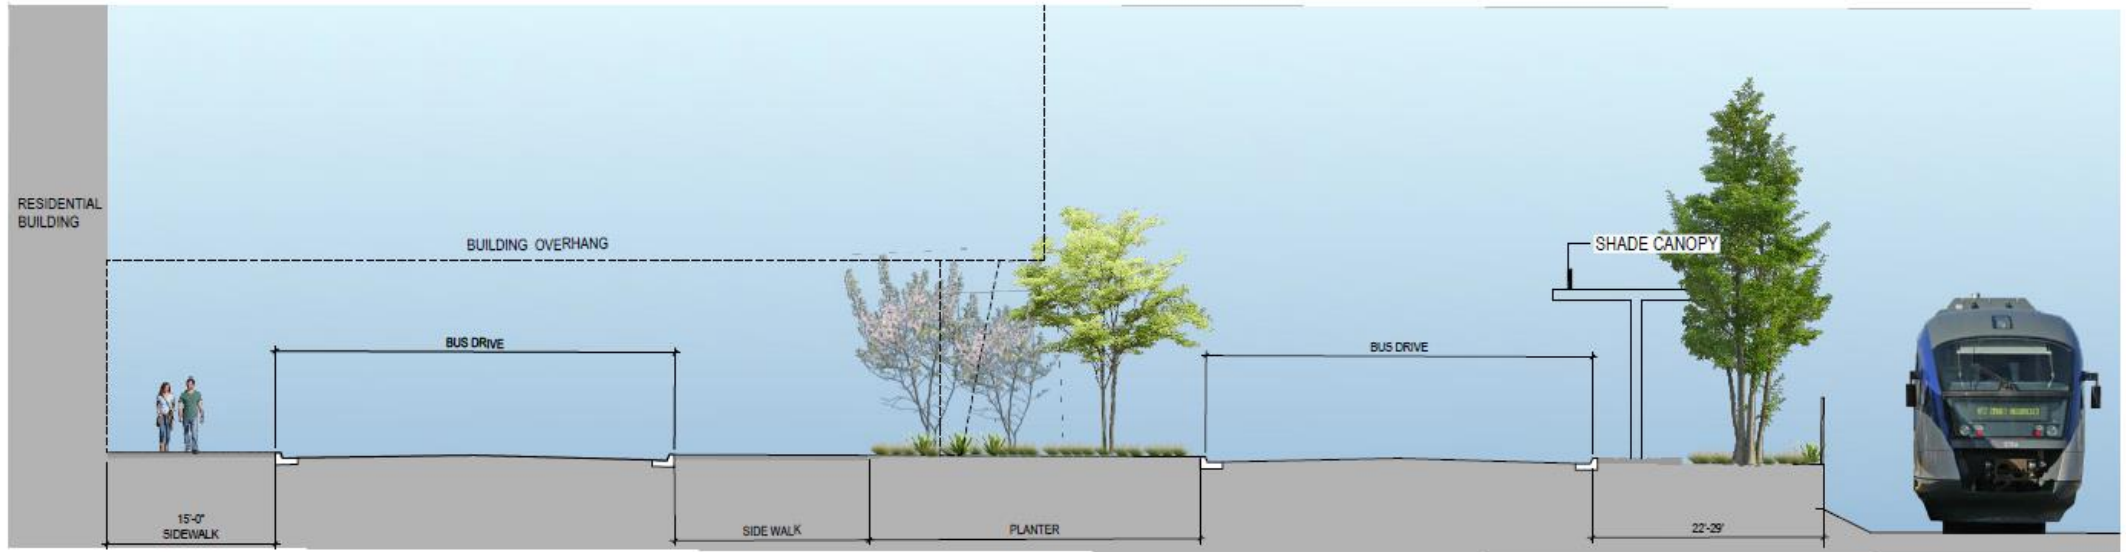 RESIDENTIAL
BUILDING
BUILDING OVERHANG
SHADE CANOPY
BUS DRIVE
BUS DRIVE
15'-0"
SIDEWALK
SIDE WALK
PLANTER
22'-29'